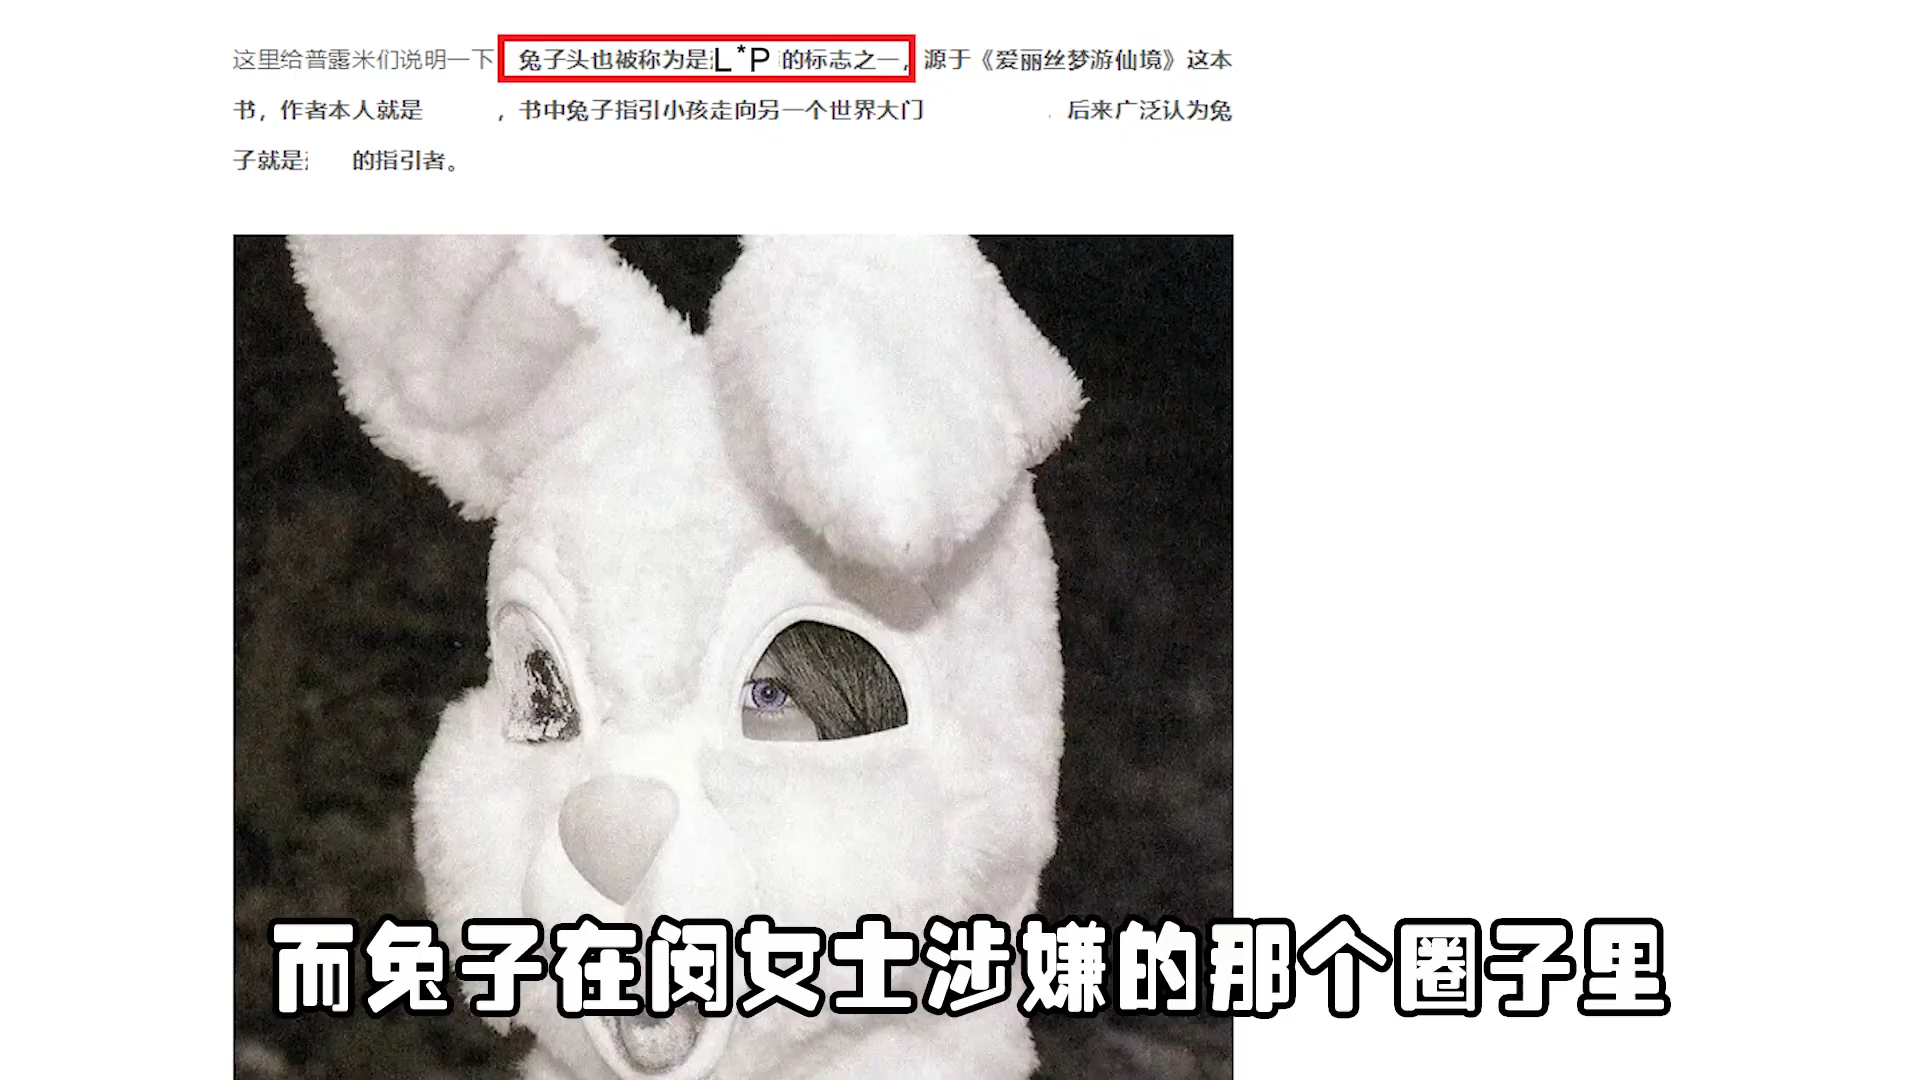 这里给普露米们说明一下 兔子头也被称为是L*P的标志之一，源于《爱丽丝梦游仙境》这本
书，作者本人就是 ，书中兔子指引小孩走向另一个世界大门 后来广泛认为兔
子就是 的指引者。
而兔子在闵女士涉嫌的那个圈子里